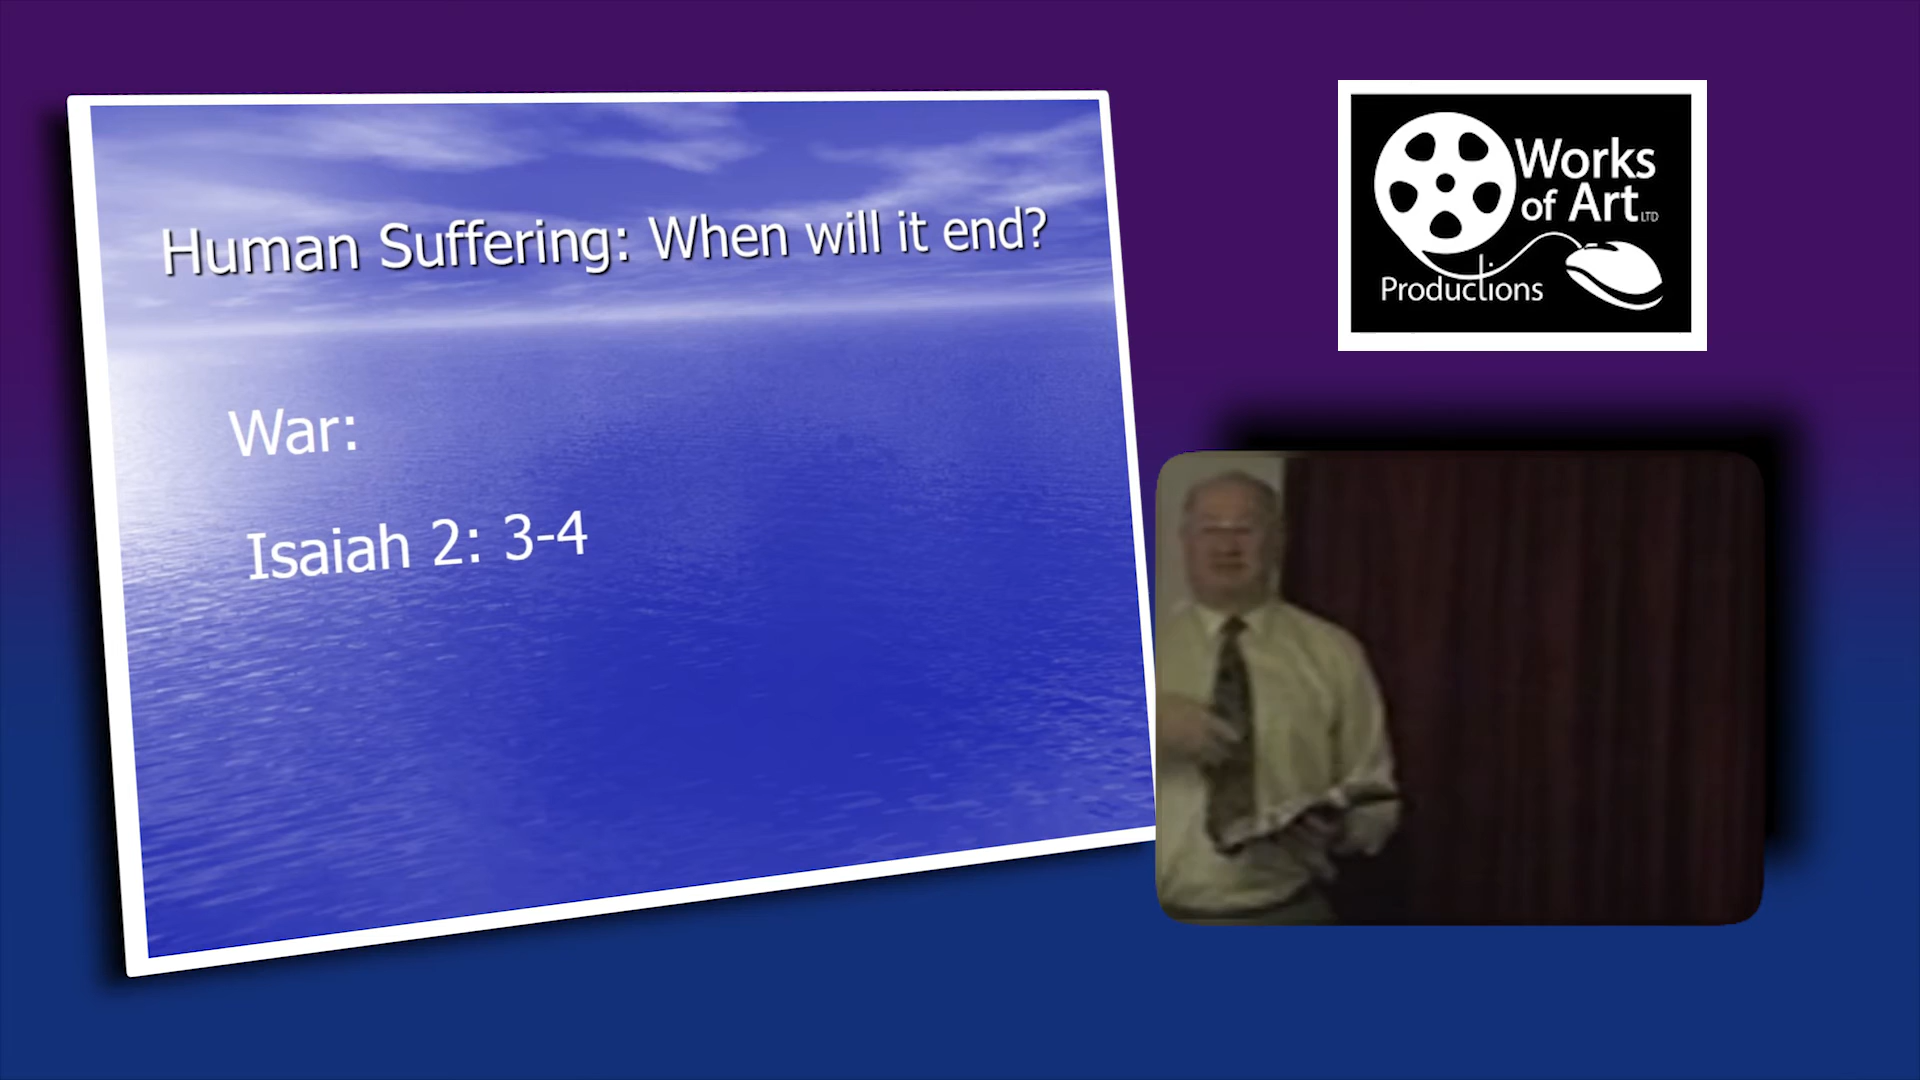 Human Suffering: When will it end?
War:
Isaiah 2: 3-4
Works
of Art LTD
Productions